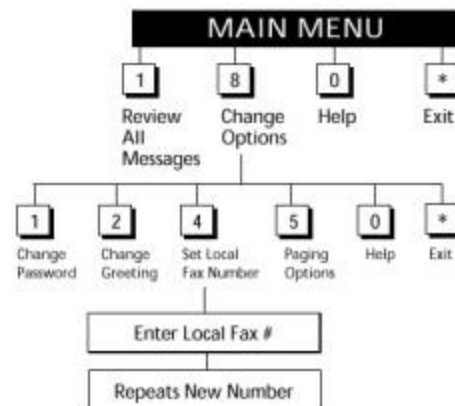 MAIN MENU
1 8 0 *
Review Change Help Exit
All Options
Messages
1 2 4 5 0 *
Change Change Set Local Paging Help Exit
Password Greeting Fax Number Options
Enter Local Fax #
Repeats New Number